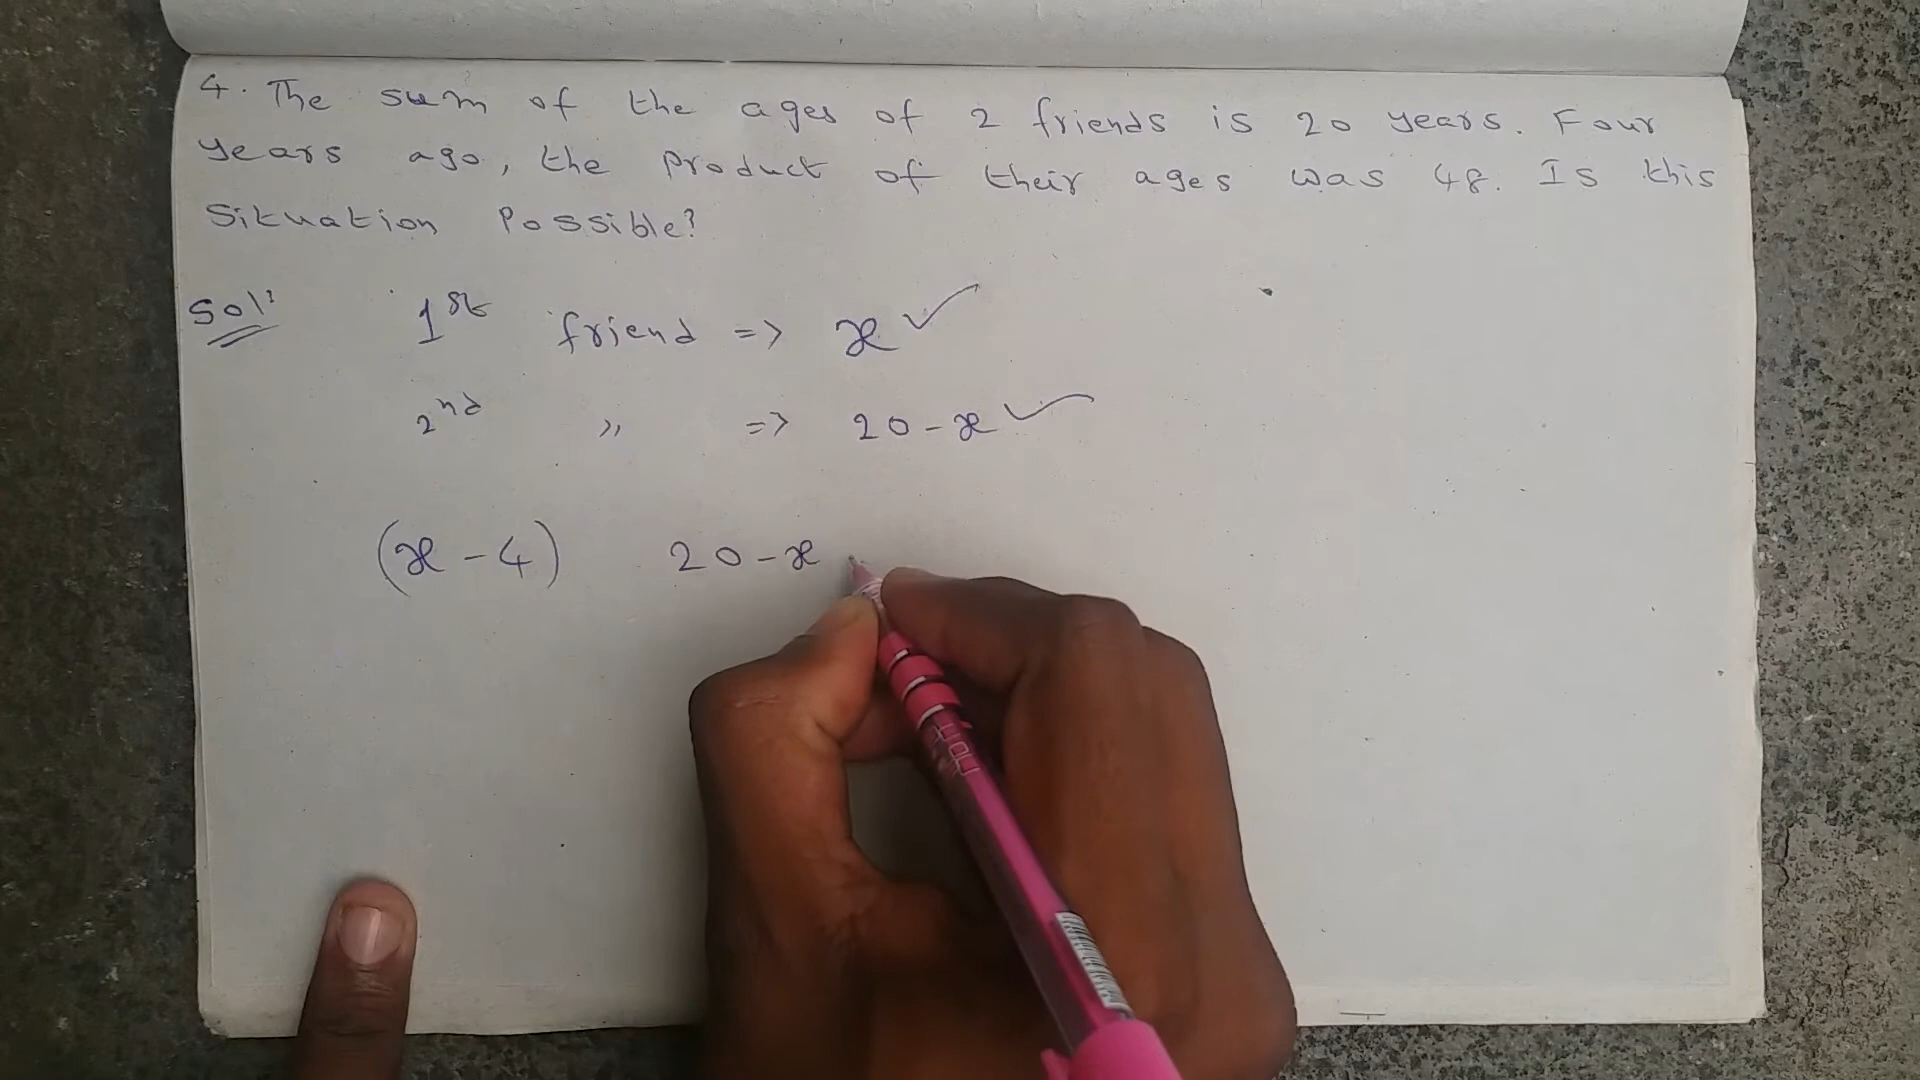 4. The sum of the ages of 2 friends is 20 years. Four
years ago, the product of their ages was 48. Is this
situation possible?
Sol: 1st friend => x ✓
2nd ,, => 20-x ✓
(x-4) 20-x